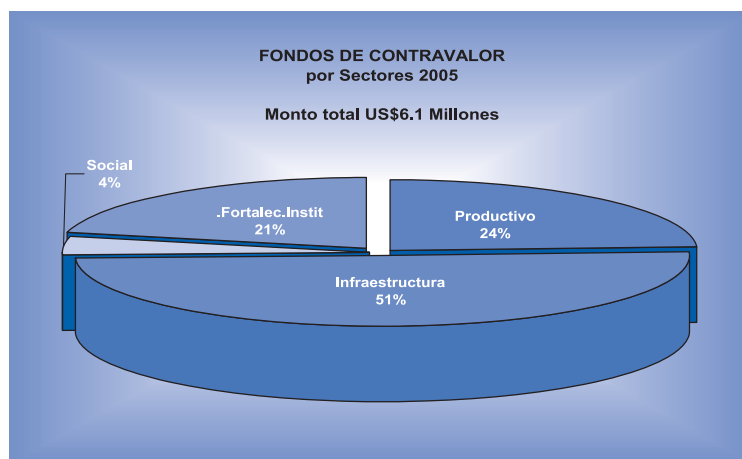 FONDOS DE CONTRAVALOR
por Sectores 2005
Monto total US$6.1 Millones
Social
4%
.Fortalec.Instit
21%
Productivo
24%
Infraestructura
51%